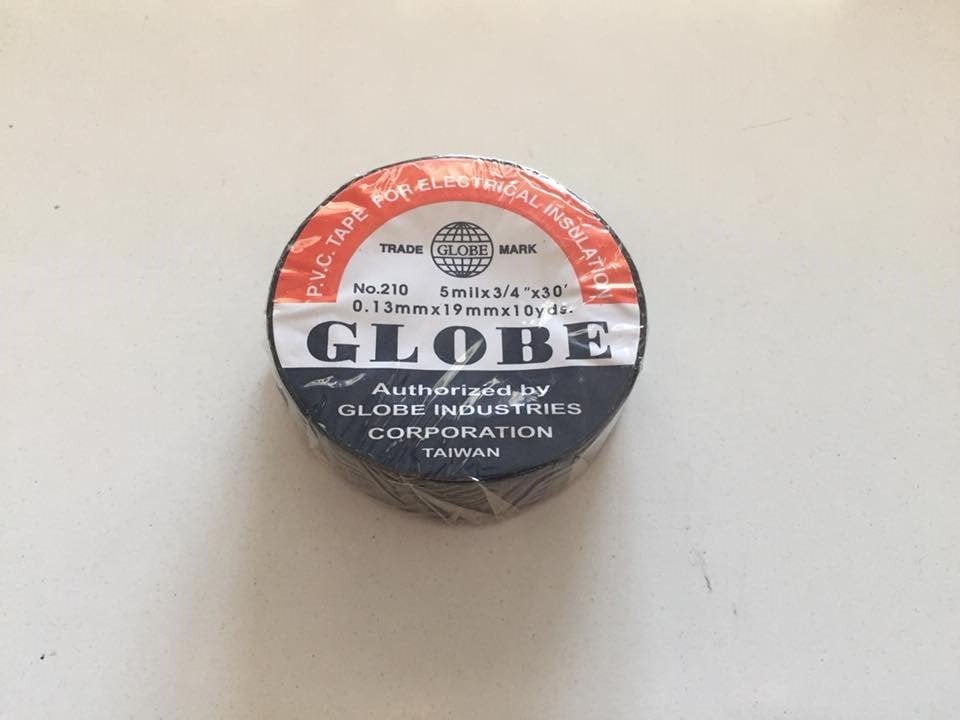 P.V.C. TAPE FOR ELECTRICAL INSULATION
TRADE GLOBE MARK
No.210 5milx3/4"x30'
0.13mmx19mmx10yds.
GLOBE
Authorized by
GLOBE INDUSTRIES
CORPORATION
TAIWAN